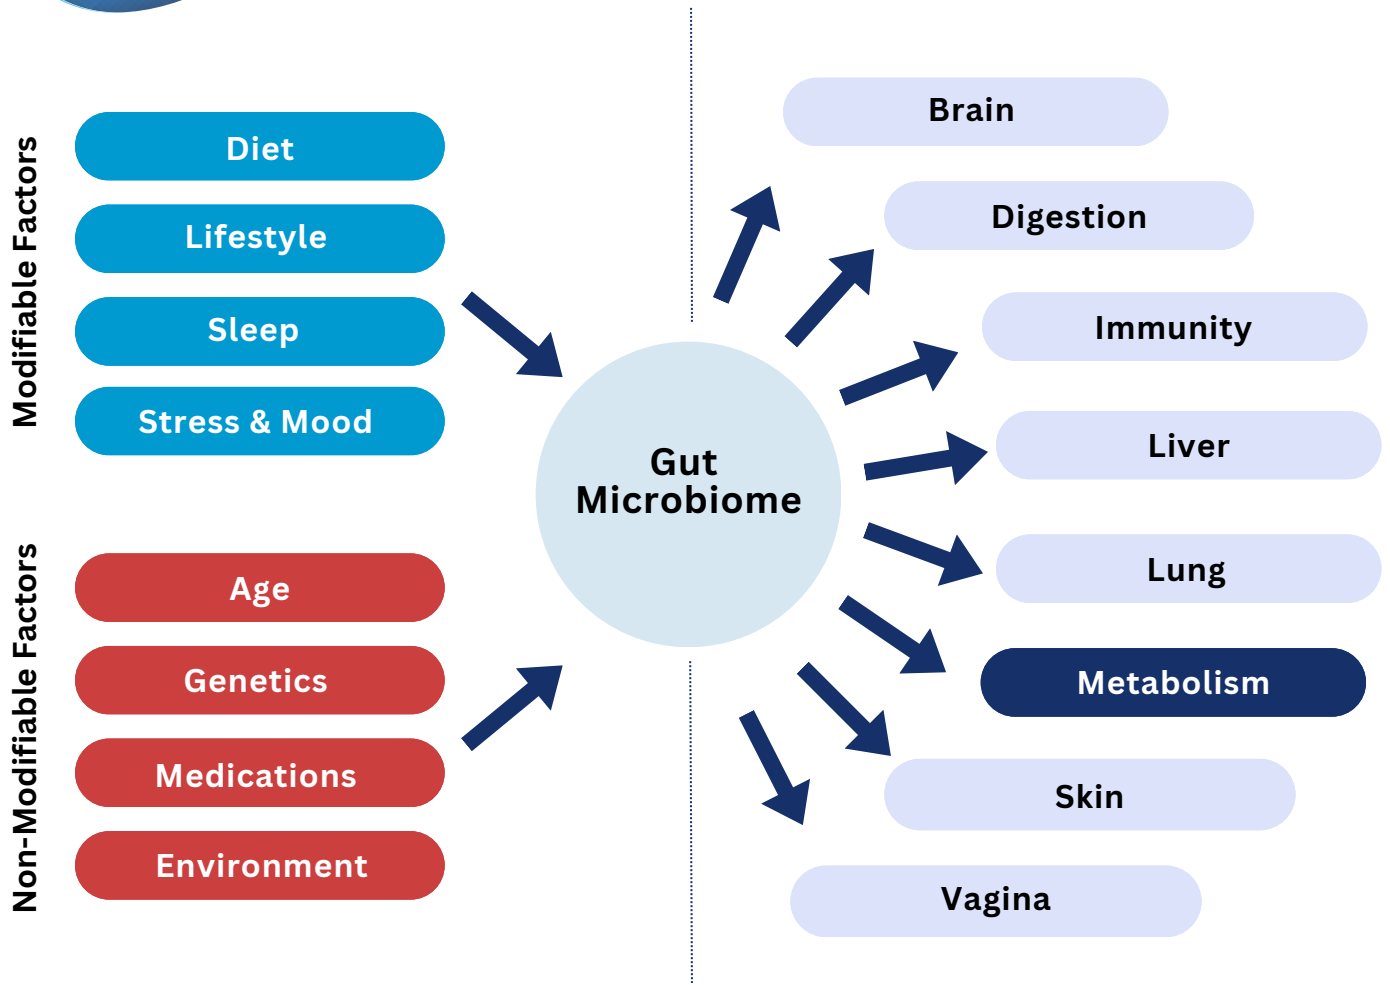 Modifiable Factors
Diet
Lifestyle
Sleep
Stress & Mood
Non-Modifiable Factors
Age
Genetics
Medications
Environment
Gut
Microbiome
Brain
Digestion
Immunity
Liver
Lung
Metabolism
Skin
Vagina